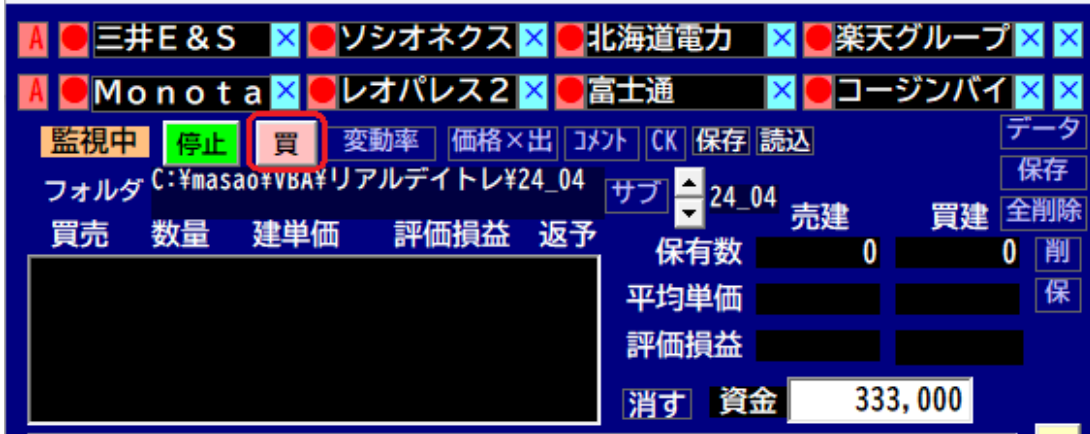 A ●三井E＆S × ●ソシオネクス × ●北海道電力 × ●楽天グループ × ×
A ●Monota × ●レオパレス２ × ●富士通 × ●コージンバイ × ×
監視中 停止 買 変動率 価格×出 ｺﾒﾝﾄ CK 保存 読込 データ
フォルダ C:¥masao¥VBA¥リアルデイトレ¥24_04 サブ 24_04 保存
買売 数量 建単価 評価損益 返予 売建 買建 全削除
保有数 0 0 削
平均単価 保
評価損益
消す 資金 333,000